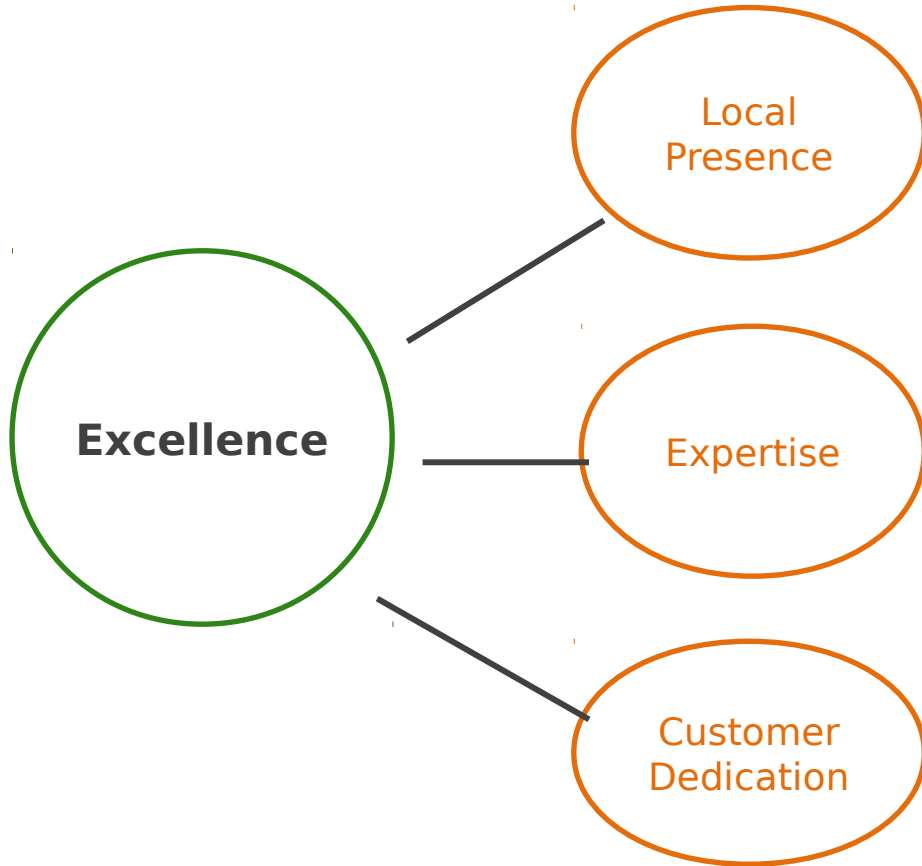 Local
Presence
Excellence
Expertise
Customer
Dedication